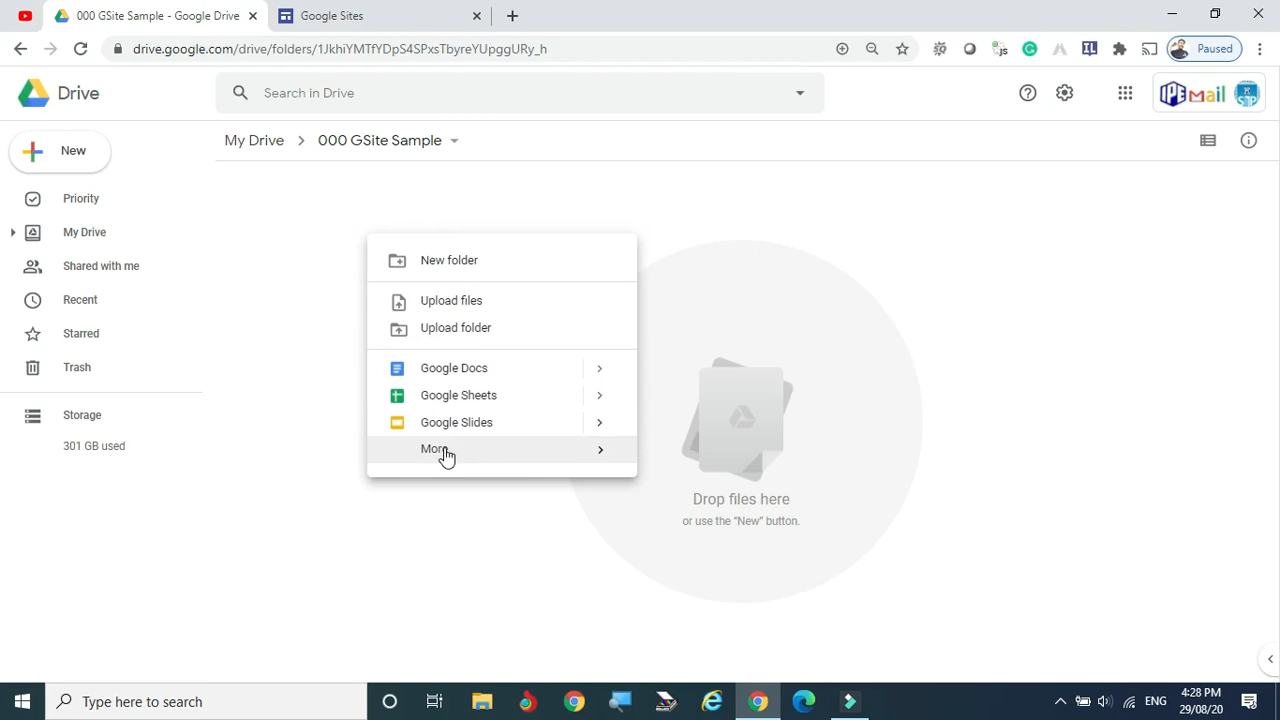 000 GSite Sample - Google Drive
Google Sites
drive.google.com/drive/folders/1JkhiYMTfYDpS4SPxsTbyreYUpggURy_h
Paused
Drive
Search in Drive
IPEMail
New
My Drive > 000 GSite Sample
Priority
My Drive
Shared with me
Recent
Starred
Trash
Storage
301 GB used
New folder
Upload files
Upload folder
Google Docs
Google Sheets
Google Slides
More
Drop files here
or use the "New" button.
Type here to search
ENG
4:28 PM
29/08/20